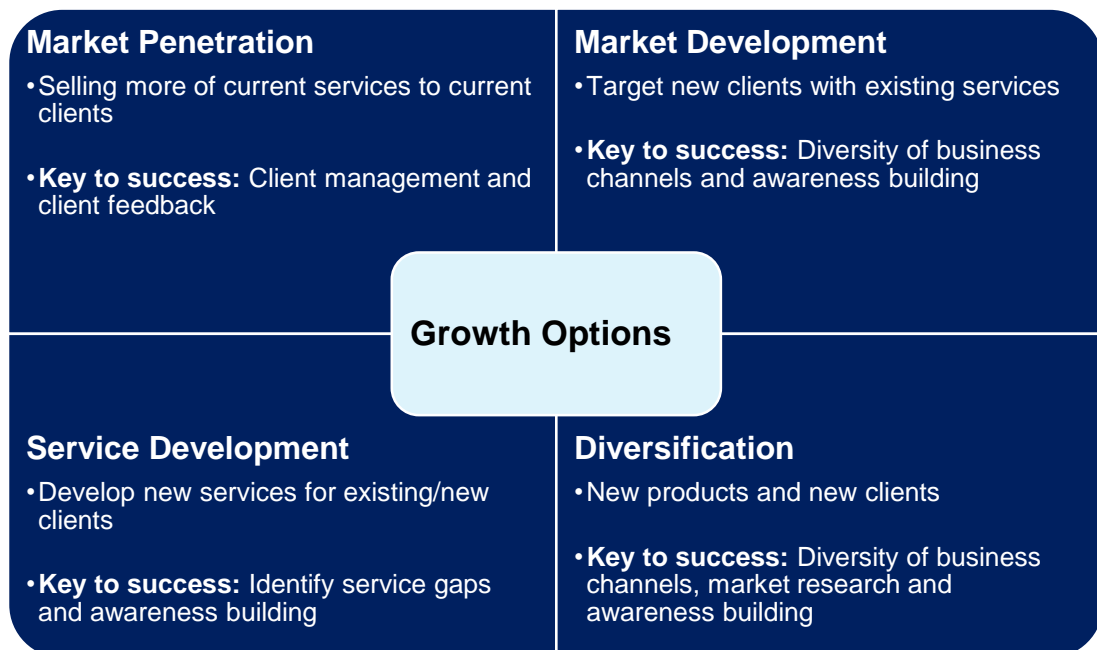 Market Penetration
•Selling more of current services to current
clients
•Key to success: Client management and
client feedback
Market Development
•Target new clients with existing services
•Key to success: Diversity of business
channels and awareness building
Growth Options
Service Development
•Develop new services for existing/new
clients
•Key to success: Identify service gaps
and awareness building
Diversification
•New products and new clients
•Key to success: Diversity of business
channels, market research and
awareness building